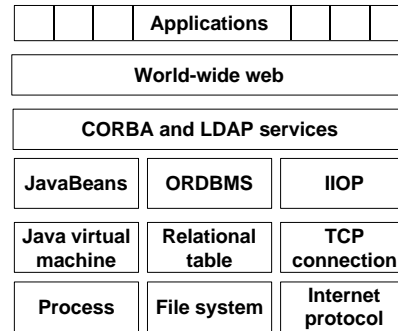 Applications
World-wide web
CORBA and LDAP services
JavaBeans ORDBMS IIOP
Java virtual machine Relational table TCP connection
Process File system Internet protocol